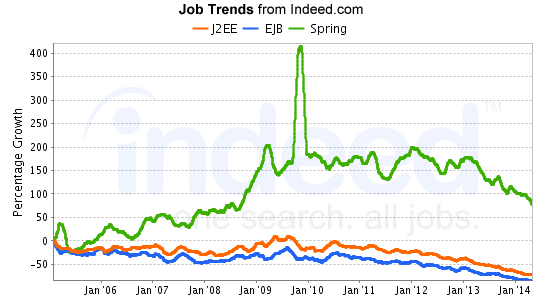 Job Trends from Indeed.com
J2EE EJB Spring
Percentage Growth
400
350
300
250
200
150
100
50
0
-50
indeed™
one search. all jobs.
Jan'06 Jan'07 Jan'08 Jan'09 Jan'10 Jan'11 Jan'12 Jan'13 Jan'14